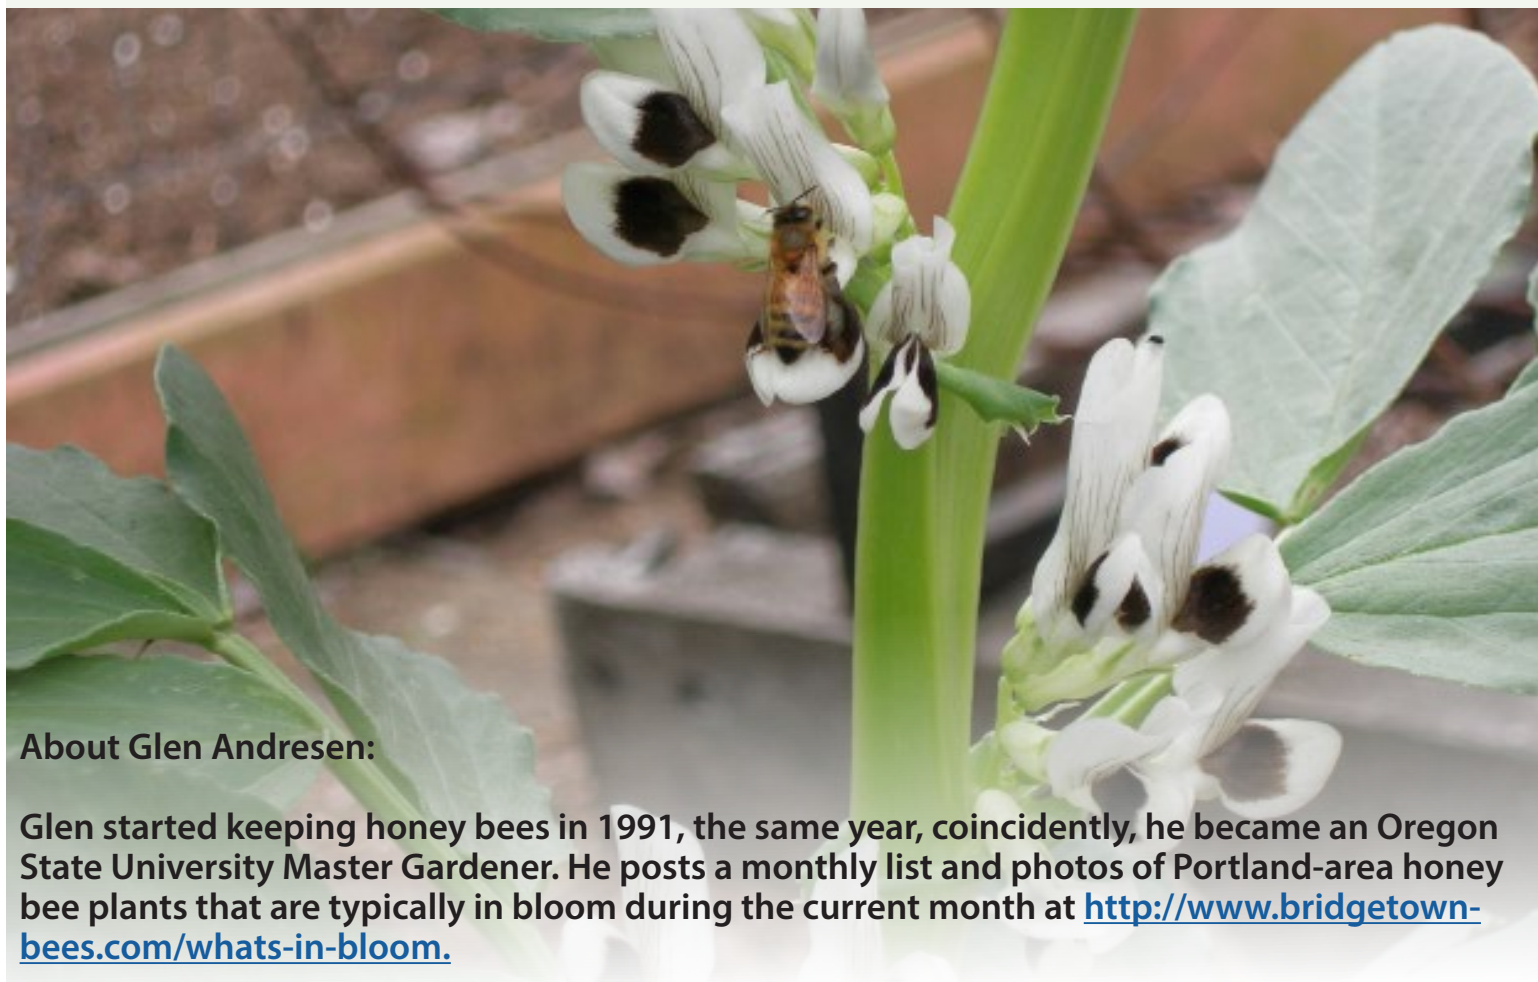 About Glen Andresen:
Glen started keeping honey bees in 1991, the same year, coincidently, he became an Oregon
State University Master Gardener. He posts a monthly list and photos of Portland-area honey
bee plants that are typically in bloom during the current month at http://www.bridgetown-
bees.com/whats-in-bloom.